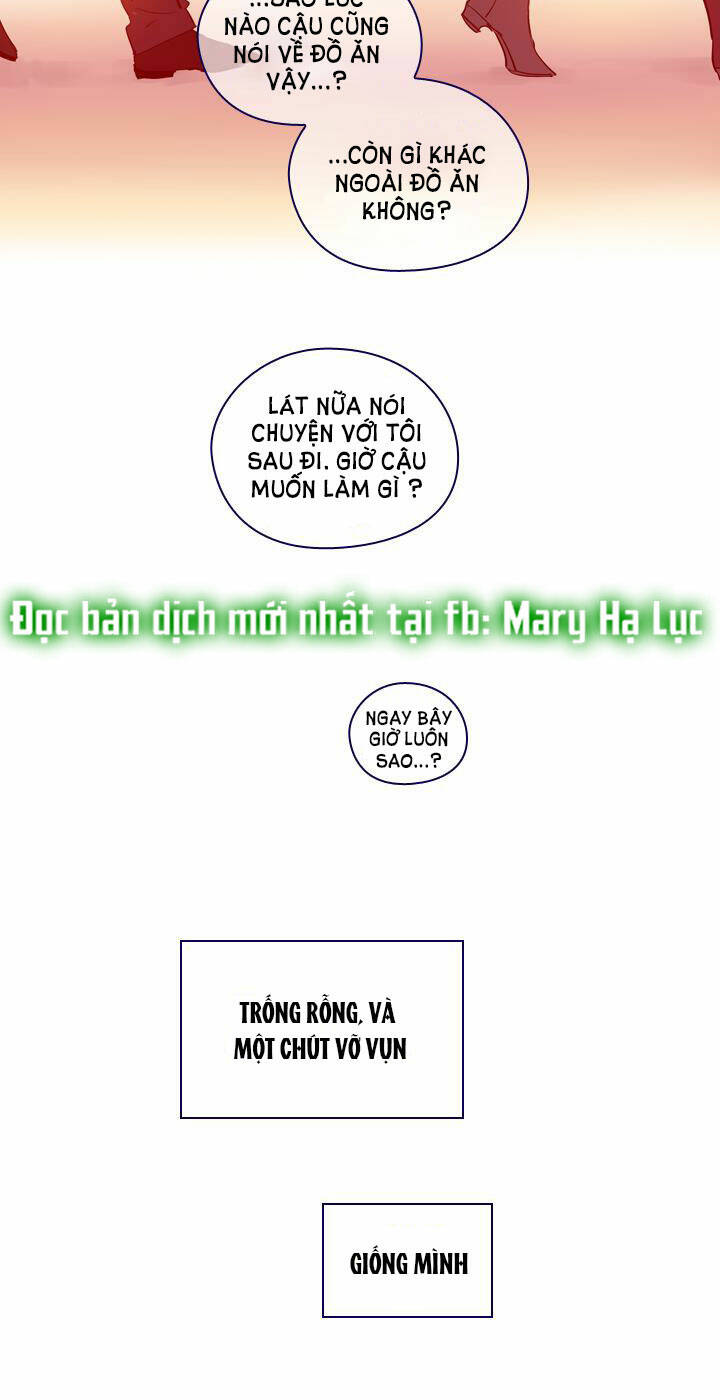 ...SAO LÚC
NÀO CẬU CŨNG
NÓI VỀ ĐỒ ĂN
VẬY...?
...CÒN GÌ KHÁC
NGOÀI ĐỒ ĂN
KHÔNG?
LÁT NỮA NÓI
CHUYỆN VỚI TÔI
SAU ĐI. GIỜ CẬU
MUỐN LÀM GÌ ?
Đọc bản dịch mới nhất tại fb: Mary Hạ Lục
NGAY BÂY
GIỜ LUÔN
SAO...?
TRỐNG RỖNG, VÀ
MỘT CHÚT VỠ VỤN
GIỐNG MÌNH